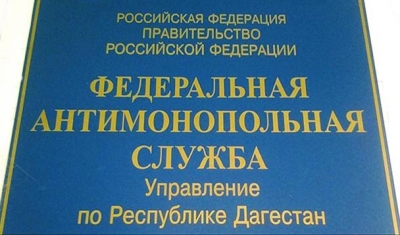 РОССИЙСКАЯ ФЕДЕРАЦИЯ
ПРАВИТЕЛЬСТВО
РОССИЙСКОЙ ФЕДЕРАЦИИ
ФЕДЕРАЛЬНАЯ
АНТИМОНОПОЛЬНАЯ
СЛУЖБА
Управление
по Республике Дагестан